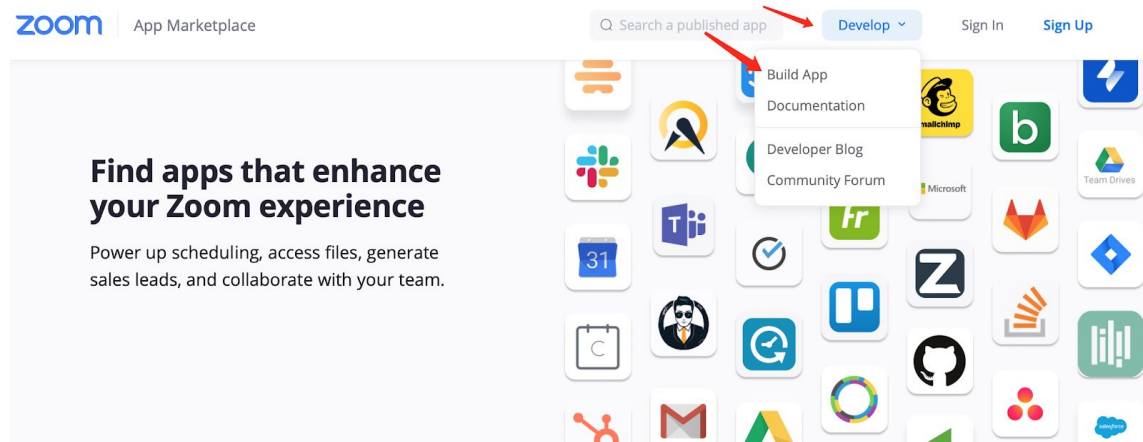 zoom
App Marketplace
Search a published app
Develop
Sign In
Sign Up
Build App
Documentation
Developer Blog
Community Forum
Find apps that enhance
your Zoom experience
Power up scheduling, access files, generate
sales leads, and collaborate with your team.
mailchimp
b
Team Drives
Microsoft
T
Fr
31
Z
C
salesforce